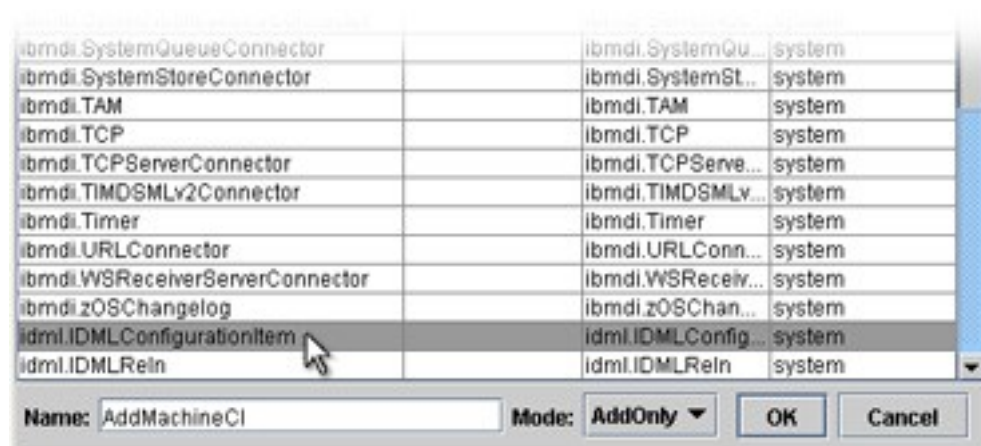 ibmdi.SystemQueueConnector ibmdi.SystemQu... system
ibmdi.SystemStoreConnector ibmdi.SystemSt... system
ibmdi.TAM ibmdi.TAM system
ibmdi.TCP ibmdi.TCP system
ibmdi.TCPServerConnector ibmdi.TCPServe... system
ibmdi.TIMDSMLv2Connector ibmdi.TIMDSMLv... system
ibmdi.Timer ibmdi.Timer system
ibmdi.URLConnector ibmdi.URLConn... system
ibmdi.WSReceiverServerConnector ibmdi.WSReceiv... system
ibmdi.zOSChangelog ibmdi.zOSChan... system
idml.IDMLConfigurationItem idml.IDMLConfig... system
idml.IDMLReln idml.IDMLReln system
Name: AddMachineCI Mode: AddOnly OK Cancel